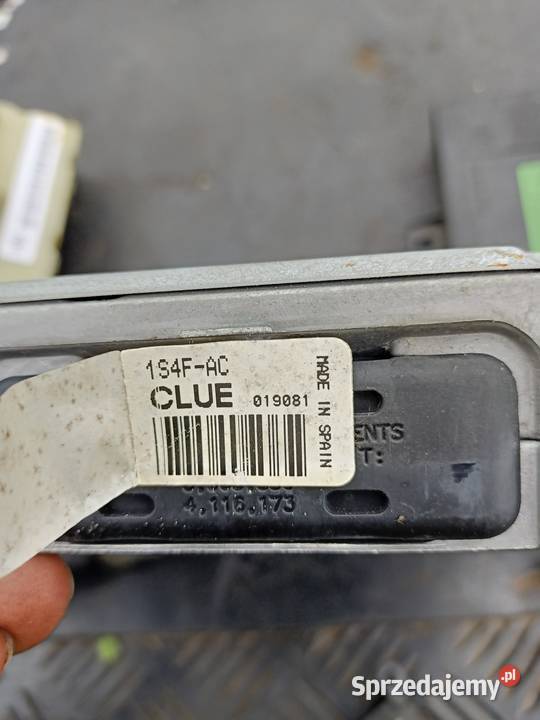 1S4F-AC
CLUE 019081
MADE IN SPAIN
ENTS
T:
4,116,173
Sprzedajemy.pl